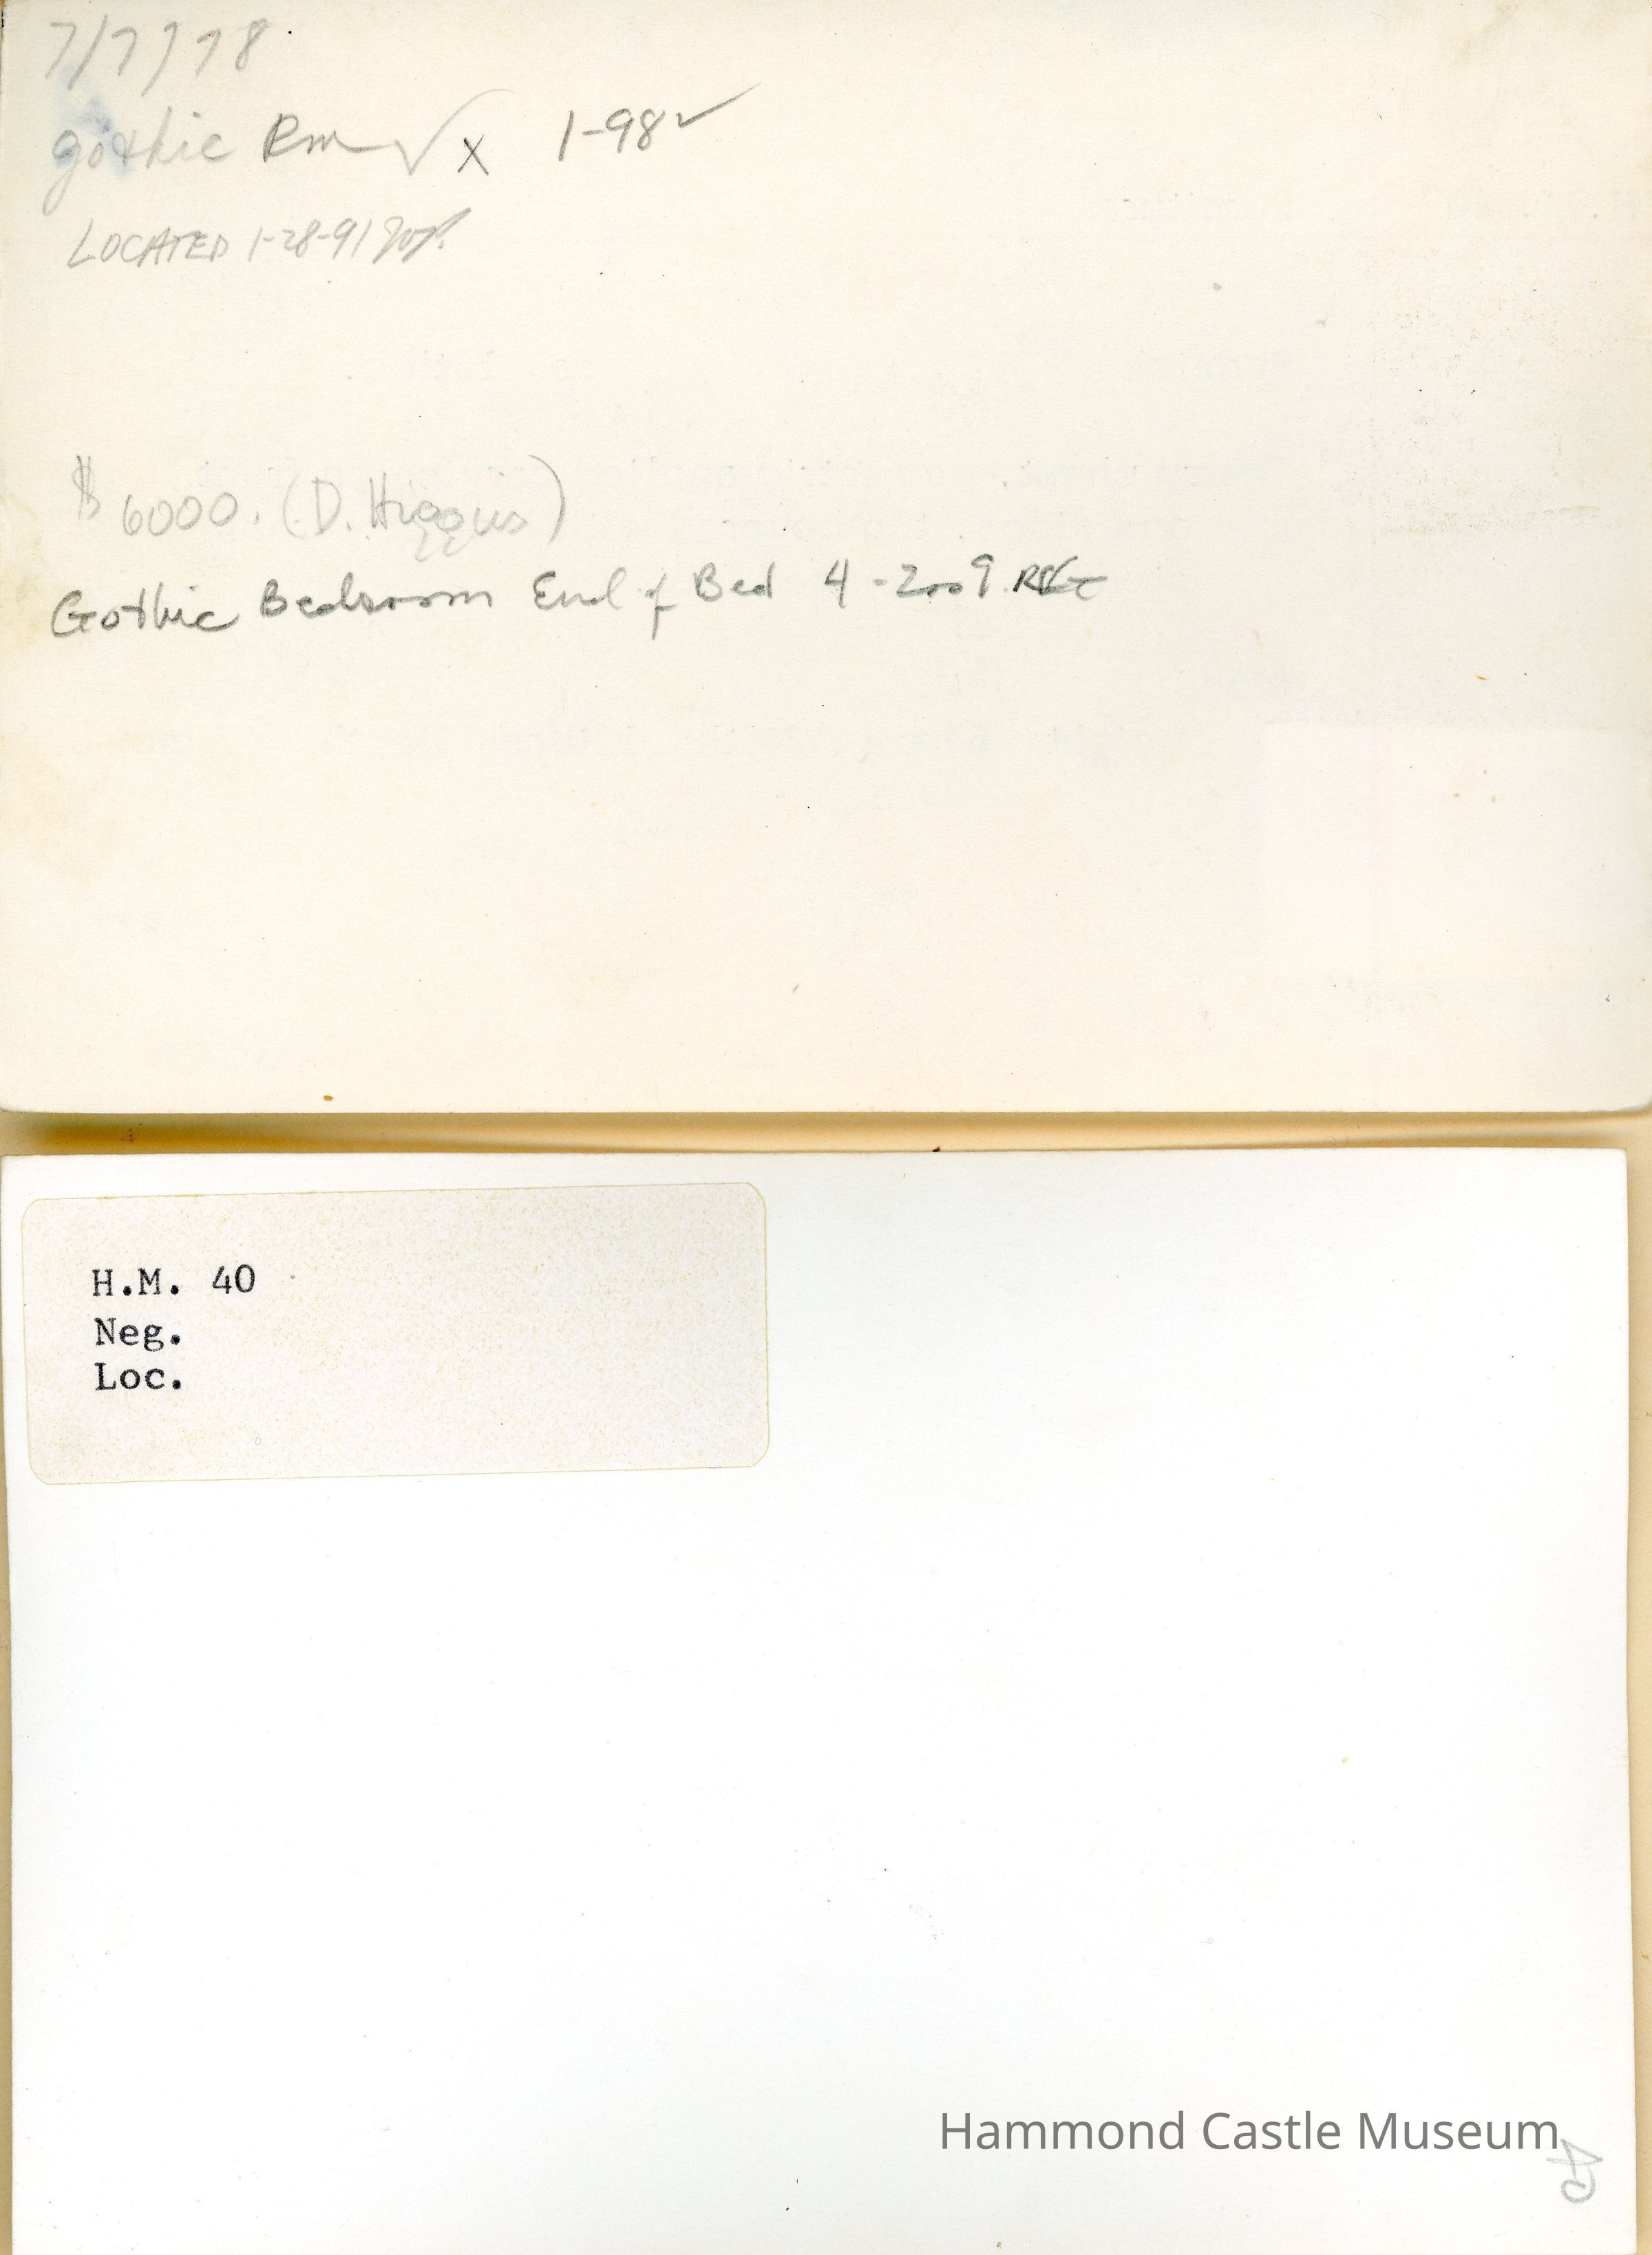 7/7/78
gothic Rm √ x 1-98 ✓
LOCATED 1-28-91
$6000. (D. Higgins)
Gothic Bedroom End of Bed 4-2009
H.M. 40
Neg.
Loc.
Hammond Castle Museum
40